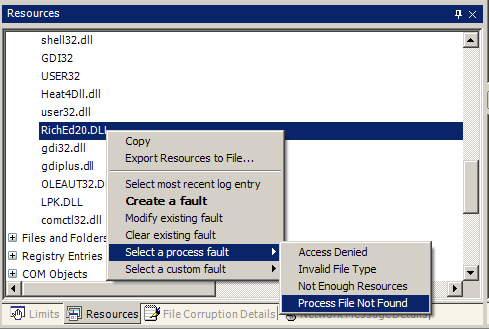 Resources
shell32.dll
GDI32
USER32
Heat4Dll.dll
user32.dll
RichEd20.DLL
gdi32.dll
gdiplus.dll
OLEAUT32.D
LPK.DLL
comctl32.dll
Files and Folders
Registry Entries
COM Objects
Copy
Export Resources to File...
Select most recent log entry
Create a fault
Modify existing fault
Clear existing fault
Select a process fault
Select a custom fault
Access Denied
Invalid File Type
Not Enough Resources
Process File Not Found
Limits
Resources
File Corruption Details
Network Message Details